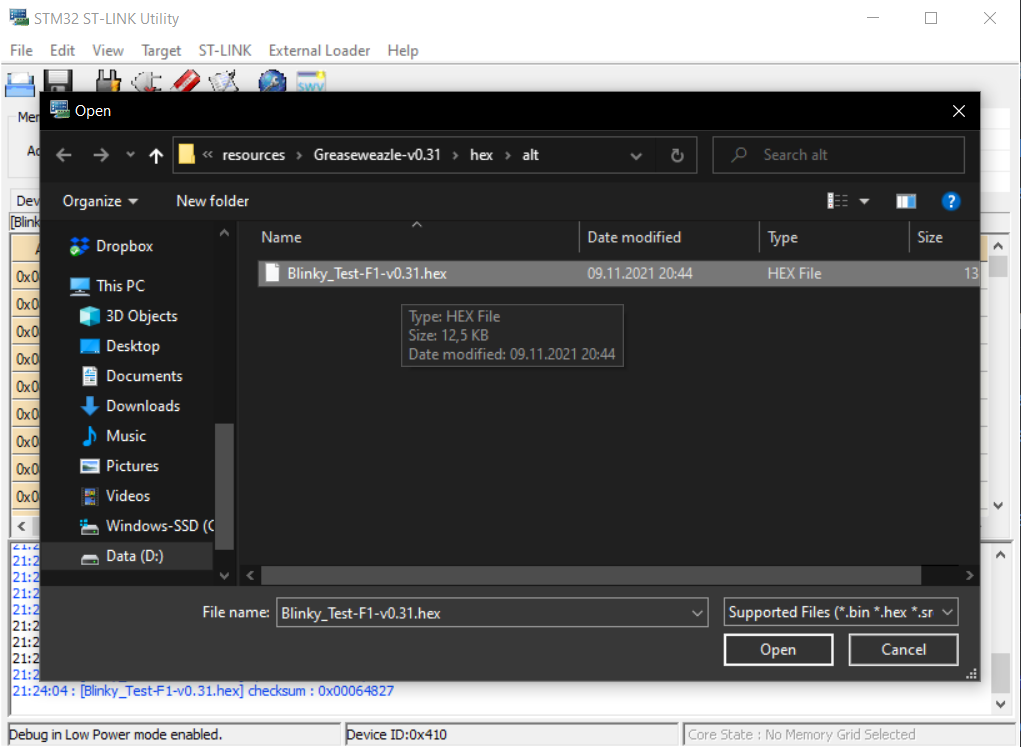 STM32 ST-LINK Utility
File Edit View Target ST-LINK External Loader Help
SWV
Open
« resources › Greaseweazle-v0.31 › hex › alt
Search alt
Organize New folder
?
Name Date modified Type Size
Dropbox
This PC
3D Objects
Desktop
Documents
Downloads
Music
Pictures
Videos
Windows-SSD (C
Data (D:)
Blinky_Test-F1-v0.31.hex 09.11.2021 20:44 HEX File 13
Type: HEX File
Size: 12,5 KB
Date modified: 09.11.2021 20:44
File name: Blinky_Test-F1-v0.31.hex Supported Files (*.bin *.hex *.sr
Open Cancel
Mem
Ad
Dev
[Blink
A
0x0
0x0
0x0
0x0
0x0
0x0
0x0
0x0
0x0
21:2
21:2
21:2
21:2
21:2
21:2
21:2
21:2
21:2
21:24:04 : [Blinky_Test-F1-v0.31.hex] checksum : 0x00064827
Debug in Low Power mode enabled. Device ID:0x410 Core State : No Memory Grid Selected